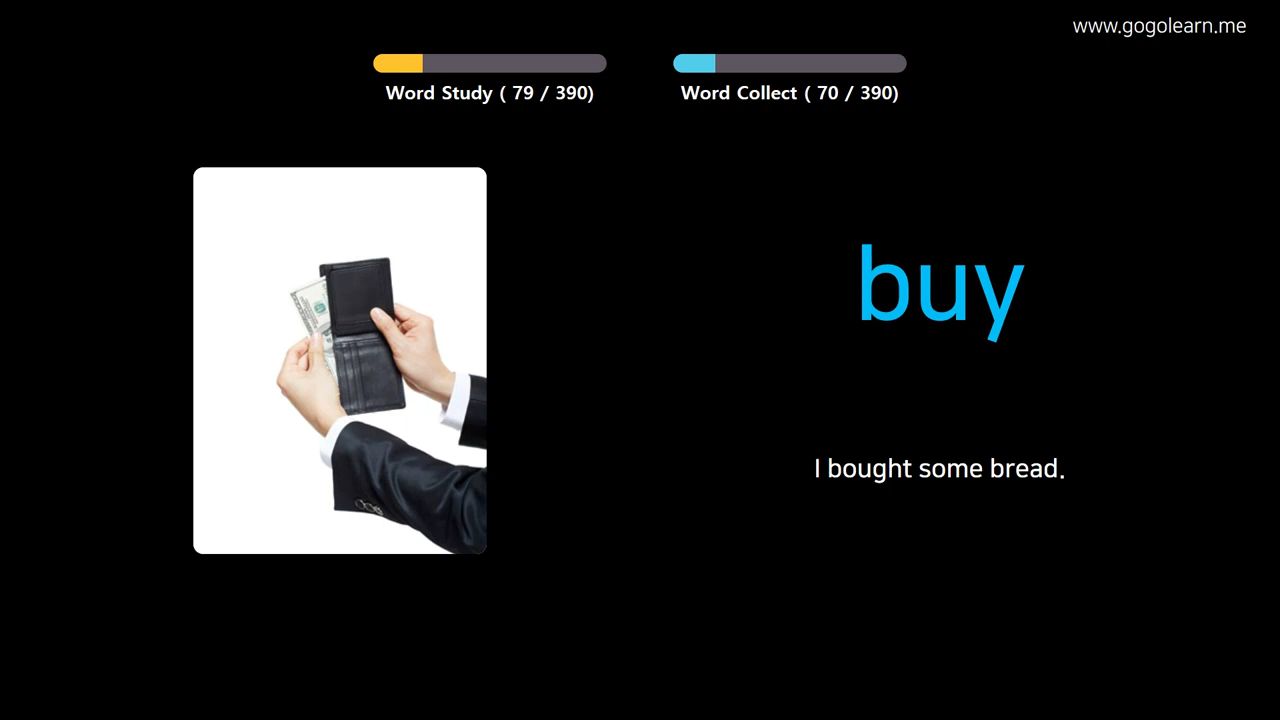 www.gogolearn.me
Word Study ( 79 / 390)
Word Collect ( 70 / 390)
buy
I bought some bread.